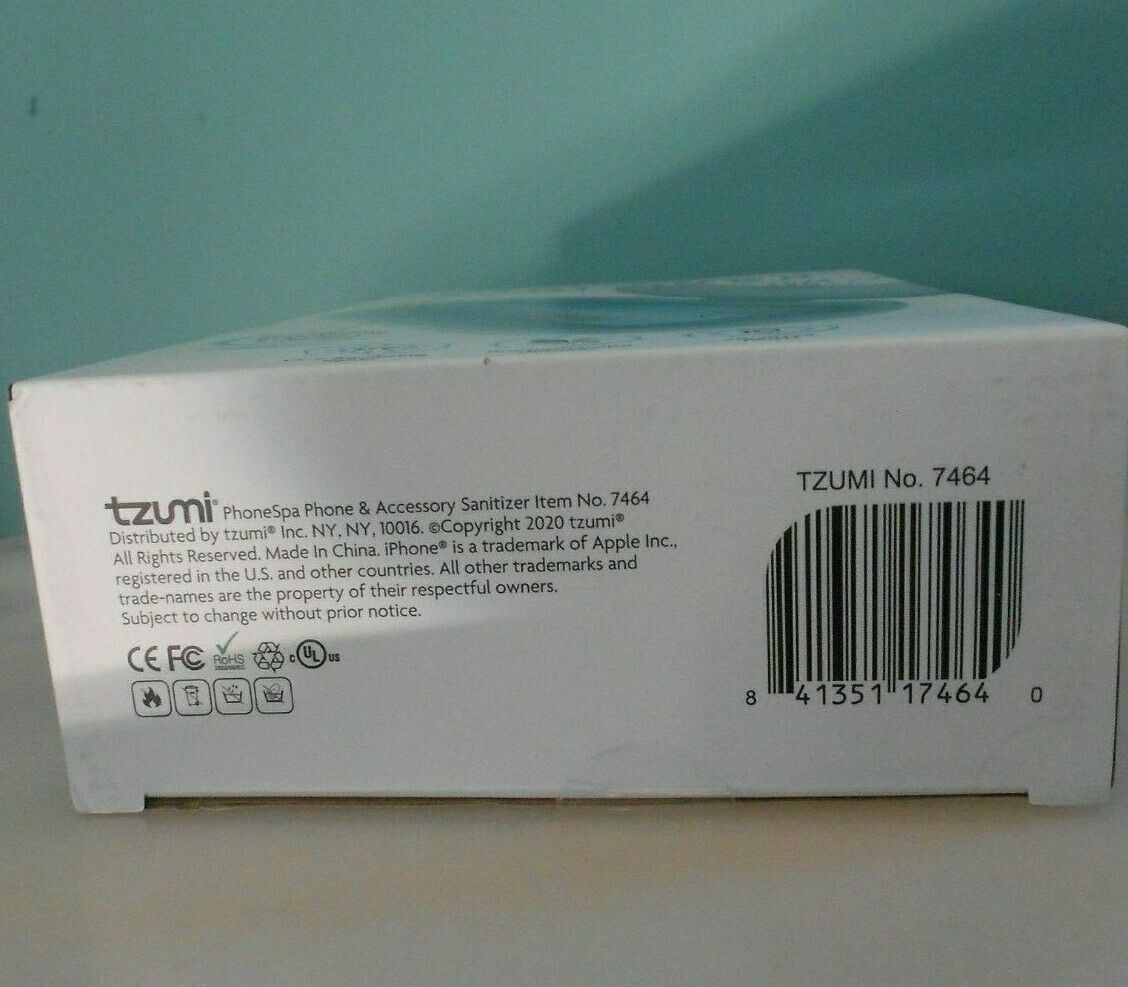 tzumi® PhoneSpa Phone & Accessory Sanitizer Item No. 7464
Distributed by tzumi® Inc. NY, NY, 10016. ©Copyright 2020 tzumi®
All Rights Reserved. Made In China. iPhone® is a trademark of Apple Inc.,
registered in the U.S. and other countries. All other trademarks and
trade-names are the property of their respectful owners.
Subject to change without prior notice.
CE FC RoHS c UL us
TZUMI No. 7464
8 41351 17464 0